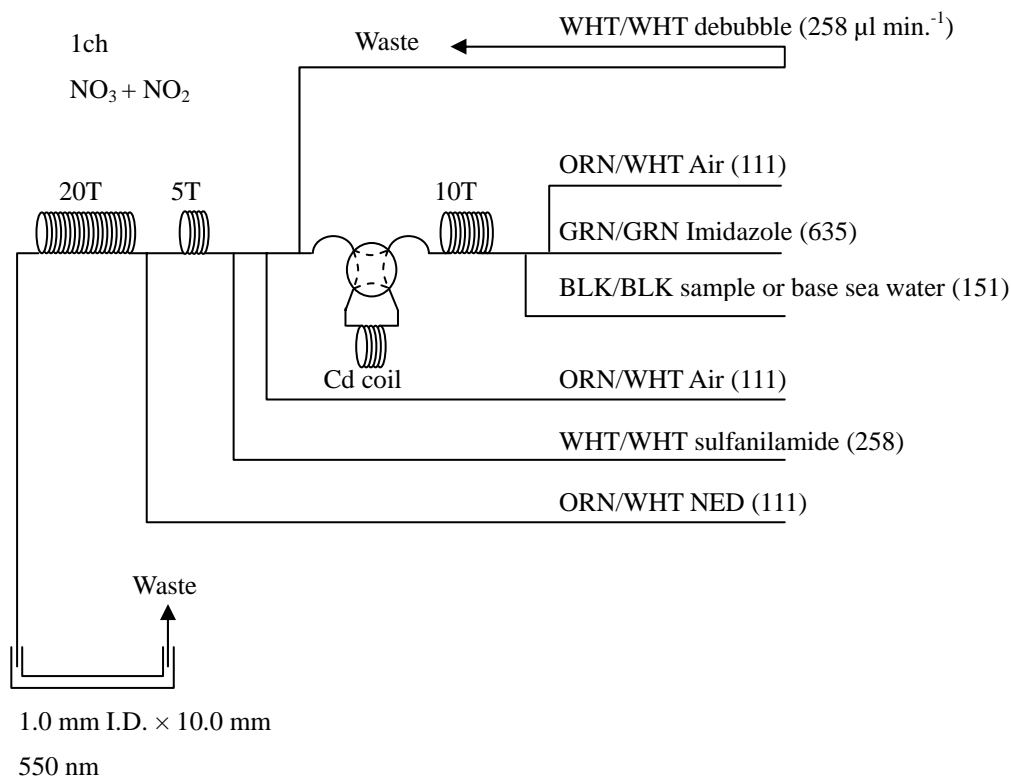 1ch
NO₃ + NO₂
Waste
WHT/WHT debubble (258 µl min.⁻¹)
ORN/WHT Air (111)
20T
5T
10T
GRN/GRN Imidazole (635)
BLK/BLK sample or base sea water (151)
Cd coil
ORN/WHT Air (111)
WHT/WHT sulfanilamide (258)
ORN/WHT NED (111)
Waste
1.0 mm I.D. × 10.0 mm
550 nm